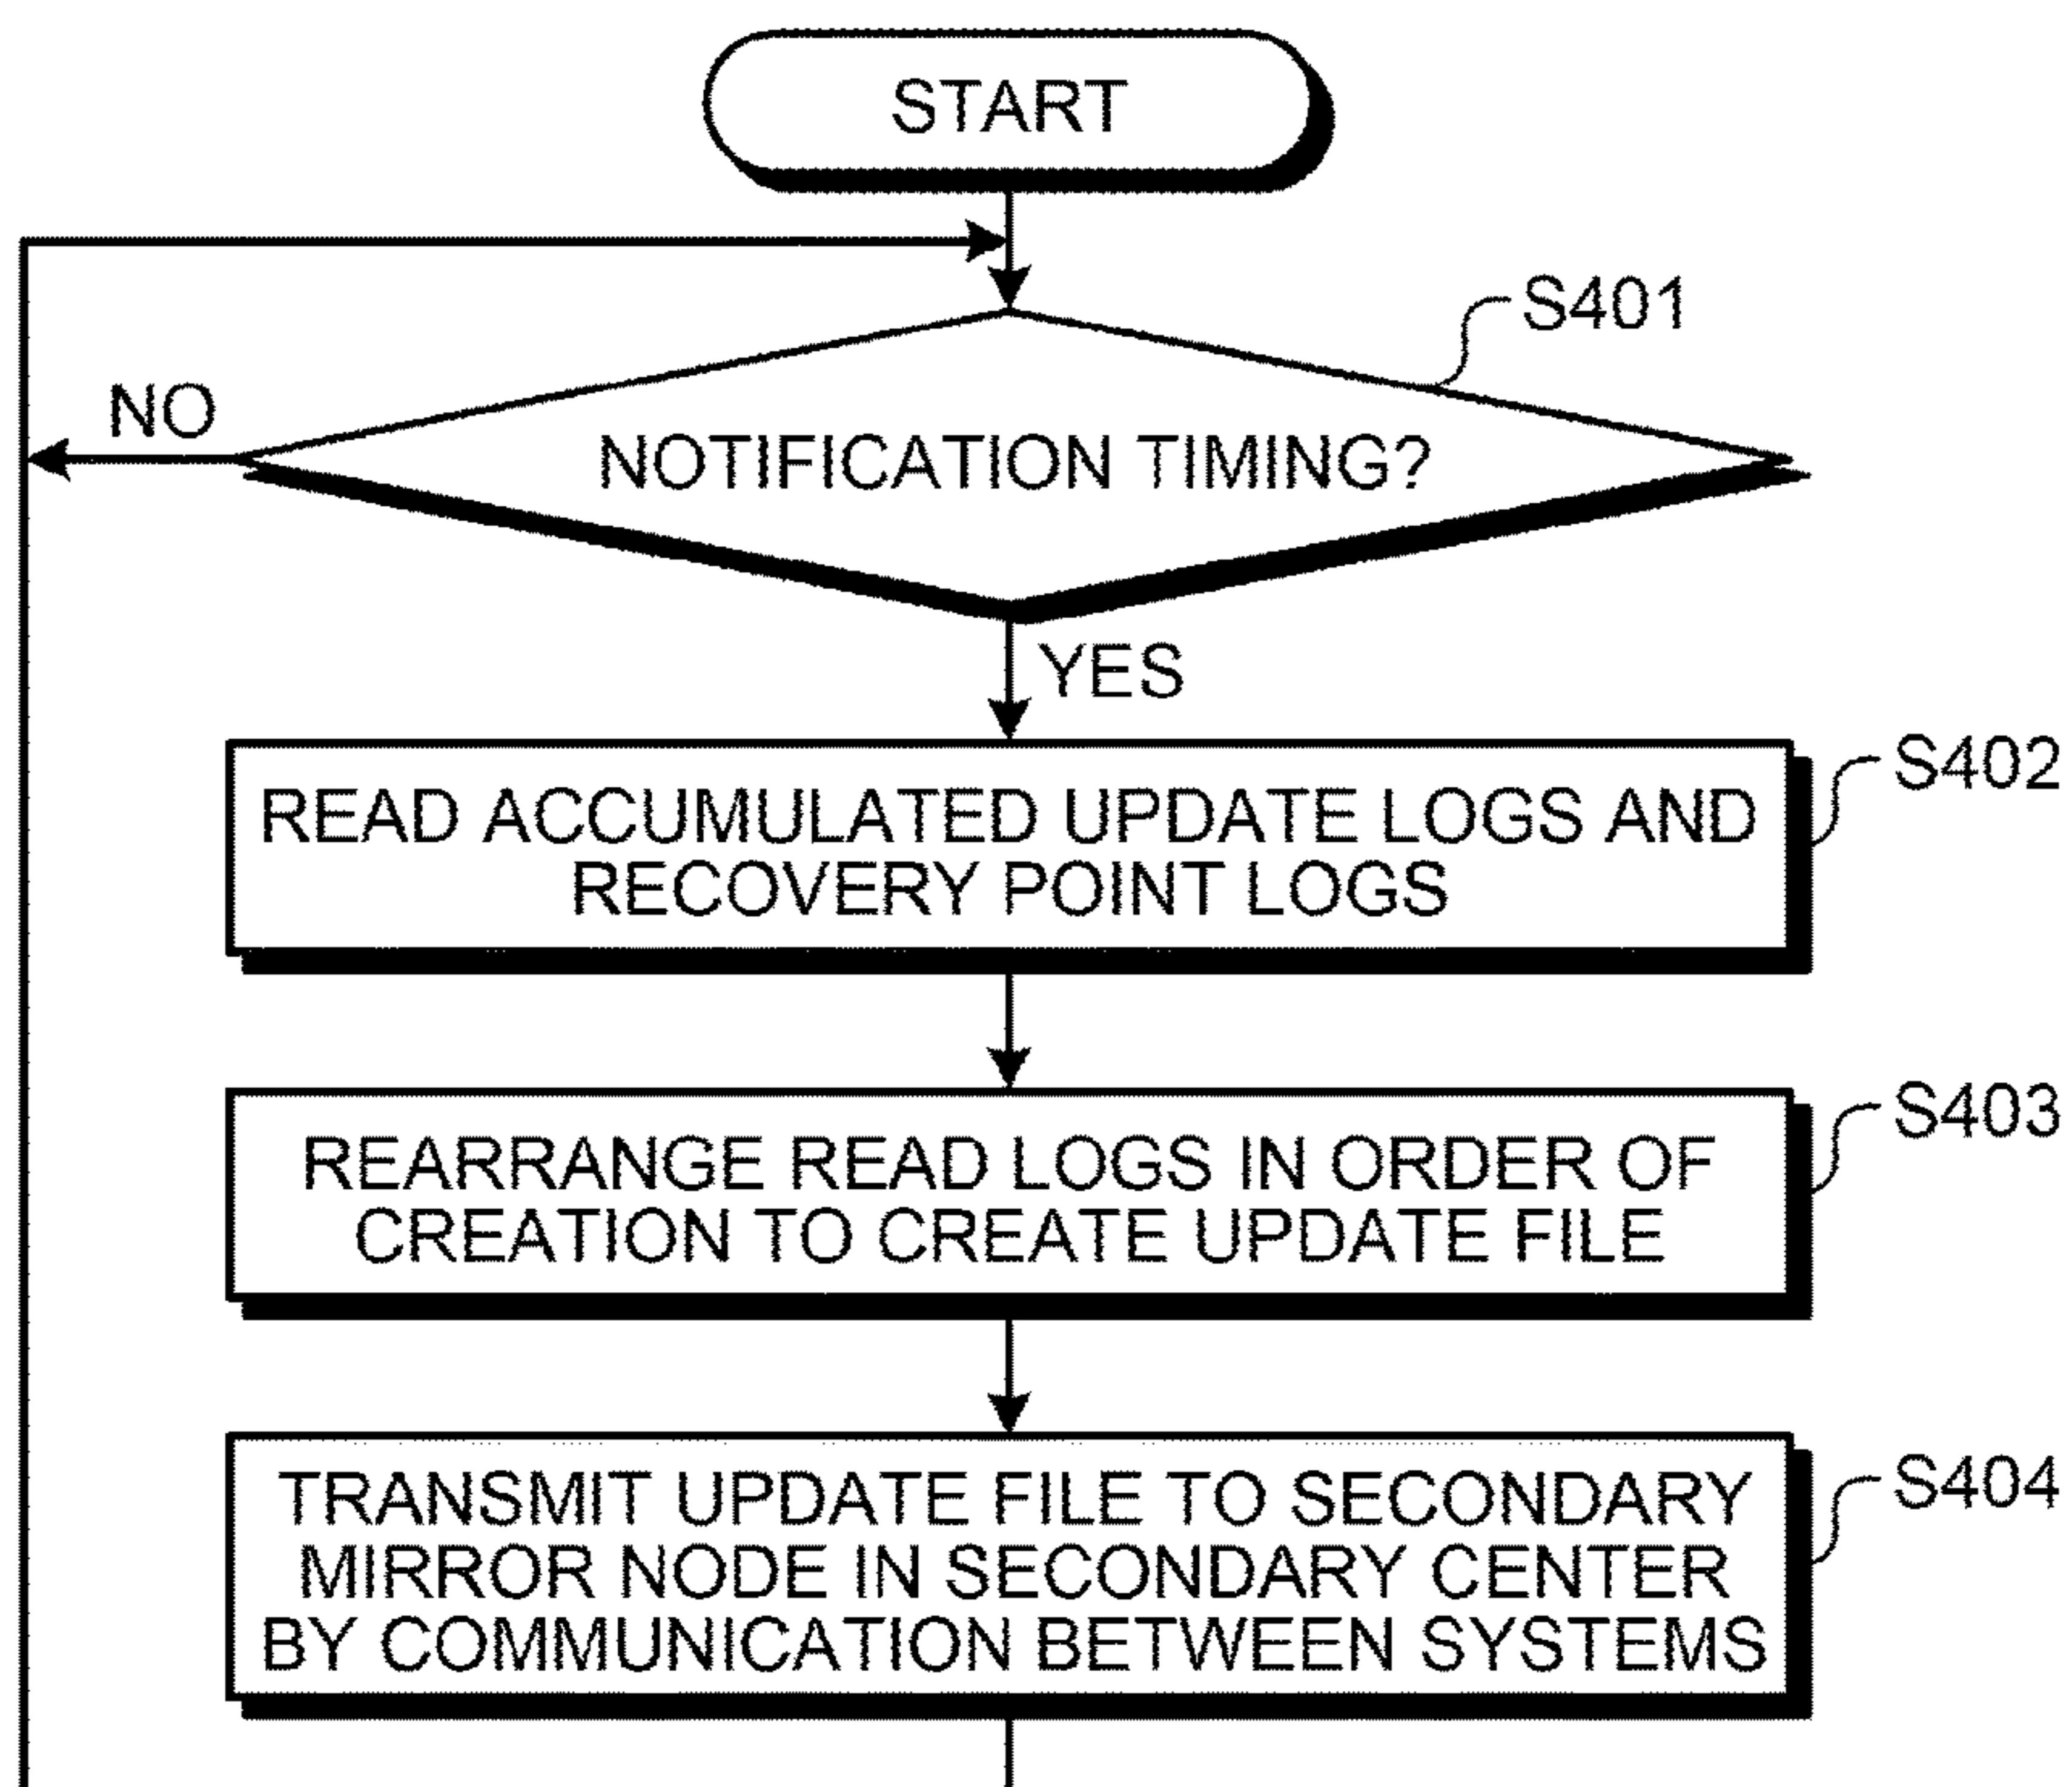 START
S401
NO
NOTIFICATION TIMING?
YES
S402
READ ACCUMULATED UPDATE LOGS AND
RECOVERY POINT LOGS
S403
REARRANGE READ LOGS IN ORDER OF
CREATION TO CREATE UPDATE FILE
S404
TRANSMIT UPDATE FILE TO SECONDARY
MIRROR NODE IN SECONDARY CENTER
BY COMMUNICATION BETWEEN SYSTEMS